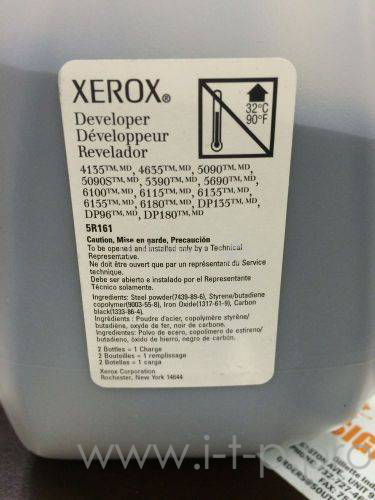 XEROX®
32°C
90°F
Developer
Développeur
Revelador
4135™, MD, 4635™, MD, 5090™, MD,
5090S™, MD, 5390™, MD, 5690™, MD,
6100™, MD, 6115™, MD, 6135™, MD,
6155™, MD, 6180™, MD, DP135™, MD,
DP96™, MD, DP180™, MD
5R161
Caution, Mise en garde, Precaución
To be opened and installed only by a Technical
Representative.
Ne doit être ouvert que par un représentant du Service
technique.
Debe ser abierto e instalado por el Representante
Técnico solamente.
Ingredients: Steel powder(7439-89-6), Styrene/butadiene
copolymer(9003-55-8), Iron Oxide(1317-61-9), Carbon
black(1333-86-4).
Ingrédients : Poudre d'acier, copolymère styrène/
butadiène, oxyde de fer, noir de carbone.
Ingredientes: Polvo de acero, copolimero de estireno/
butadieno, óxido de hierro, negro de carbón.
2 Bottles = 1 Charge
2 Bouteilles = 1 remplissage
2 Botellas = 1 carga
Xerox Corporation
Rochester, New York 14644
www.i-t-p.pro